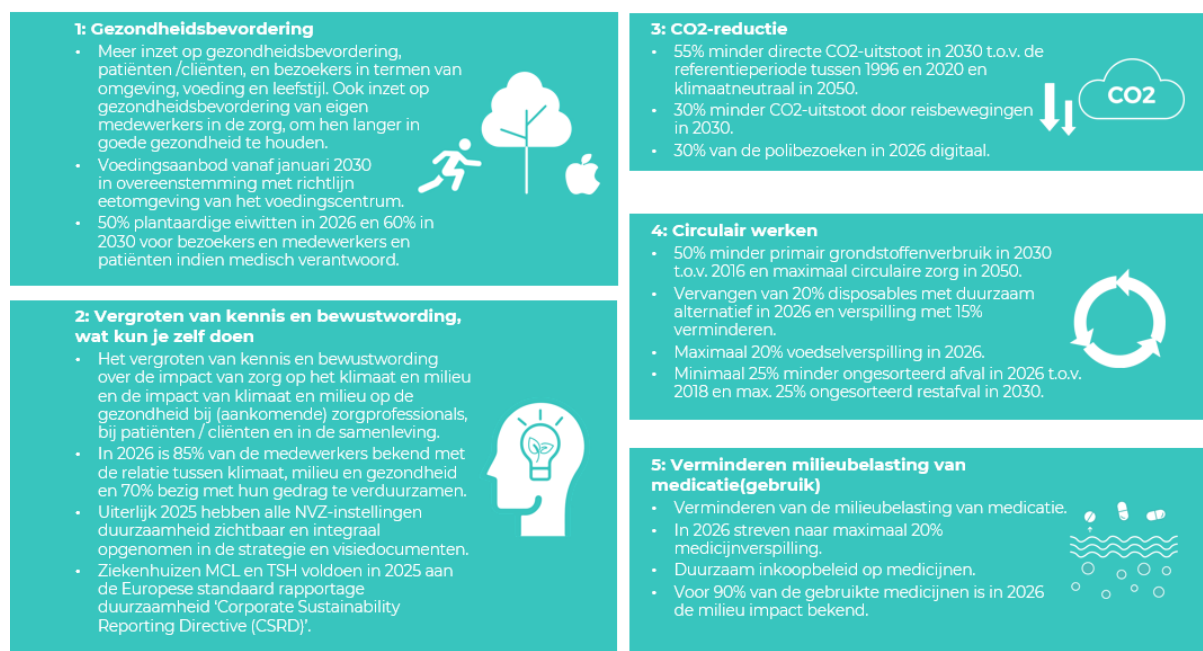 1: Gezondheidsbevordering
• Meer inzet op gezondheidsbevordering,
patiënten /cliënten, en bezoekers in termen van
omgeving, voeding en leefstijl. Ook inzet op
gezondheidsbevordering van eigen
medewerkers in de zorg, om hen langer in
goede gezondheid te houden.
• Voedingsaanbod vanaf januari 2030
in overeenstemming met richtlijn
eetomgeving van het voedingscentrum.
• 50% plantaardige eiwitten in 2026 en 60% in
2030 voor bezoekers en medewerkers en
patiënten indien medisch verantwoord.
2: Vergroten van kennis en bewustwording,
wat kun je zelf doen
• Het vergroten van kennis en bewustwording
over de impact van zorg op het klimaat en milieu
en de impact van klimaat en milieu op de
gezondheid bij (aankomende) zorgprofessionals,
bij patiënten / cliënten en in de samenleving.
• In 2026 is 85% van de medewerkers bekend met
de relatie tussen klimaat, milieu en gezondheid
en 70% bezig met hun gedrag te verduurzamen.
• Uiterlijk 2025 hebben alle NVZ-instellingen
duurzaamheid zichtbaar en integraal
opgenomen in de strategie en visiedocumenten.
• Ziekenhuizen MCL en TSH voldoen in 2025 aan
de Europese standaard rapportage
duurzaamheid 'Corporate Sustainability
Reporting Directive (CSRD)'.
3: CO2-reductie
• 55% minder directe CO2-uitstoot in 2030 t.o.v. de
referentieperiode tussen 1996 en 2020 en
klimaatneutraal in 2050.
• 30% minder CO2-uitstoot door reisbewegingen
in 2030.
• 30% van de polibezoeken in 2026 digitaal.
CO2
4: Circulair werken
• 50% minder primair grondstoffenverbruik in 2030
t.o.v. 2016 en maximaal circulaire zorg in 2050.
• Vervangen van 20% disposables met duurzaam
alternatief in 2026 en verspilling met 15%
verminderen.
• Maximaal 20% voedselverspilling in 2026.
• Minimaal 25% minder ongesorteerd afval in 2026 t.o.v.
2018 en max. 25% ongesorteerd restafval in 2030.
5: Verminderen milieubelasting van
medicatie(gebruik)
• Verminderen van de milieubelasting van medicatie.
• In 2026 streven naar maximaal 20%
medicijnverspilling.
• Duurzaam inkoopbeleid op medicijnen.
• Voor 90% van de gebruikte medicijnen is in 2026
de milieu impact bekend.